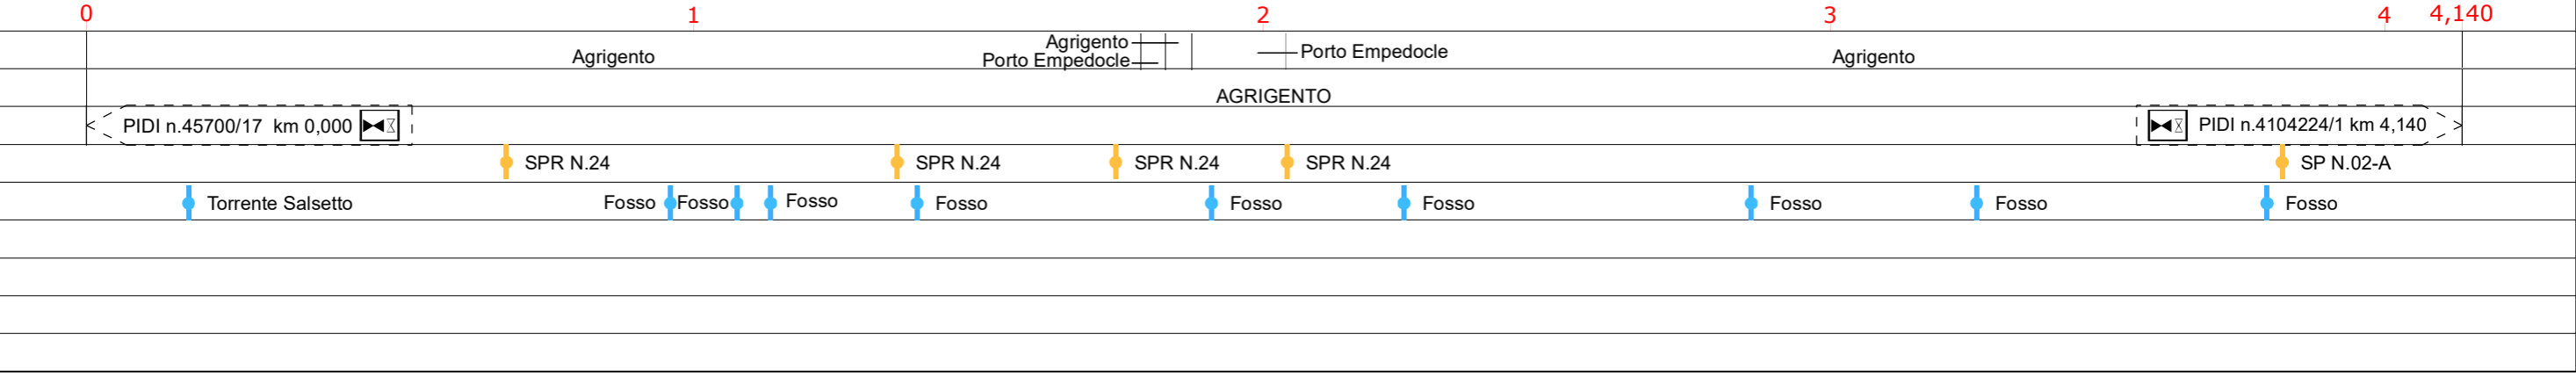 0 1 2 3 4 4,140
Agrigento Agrigento Porto Empedocle Agrigento
Porto Empedocle
AGRIGENTO
PIDI n.45700/17 km 0,000 PIDI n.4104224/1 km 4,140
SPR N.24 SPR N.24 SPR N.24 SPR N.24 SP N.02-A
Torrente Salsetto Fosso Fosso Fosso Fosso Fosso Fosso Fosso Fosso Fosso